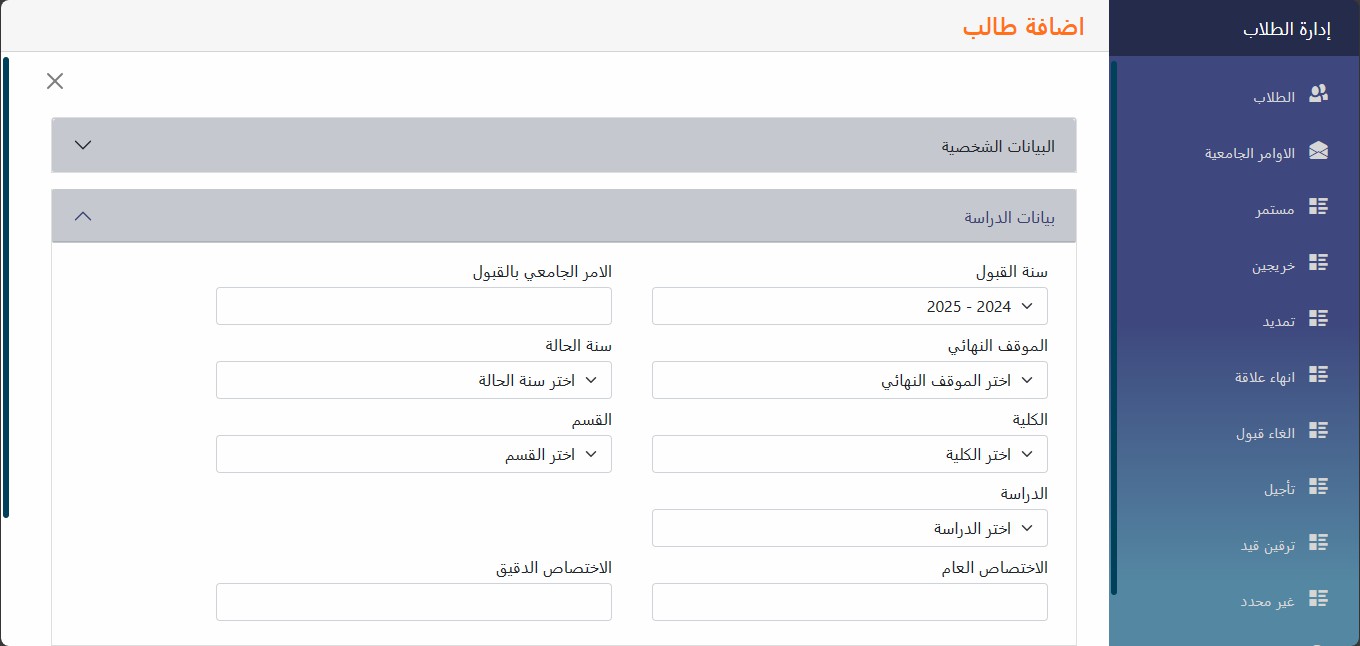 إدارة الطلاب
الطلاب
الاوامر الجامعية
مستمر
خريجين
تمديد
انهاء علاقة
الغاء قبول
تأجيل
ترقين قيد
غير محدد
اضافة طالب
البيانات الشخصية
بيانات الدراسة
سنة القبول
الامر الجامعي بالقبول
2025 - 2024
الموقف النهائي
سنة الحالة
اختر الموقف النهائي
اختر سنة الحالة
الكلية
القسم
اختر الكلية
اختر القسم
الدراسة
اختر الدراسة
الاختصاص العام
الاختصاص الدقيق